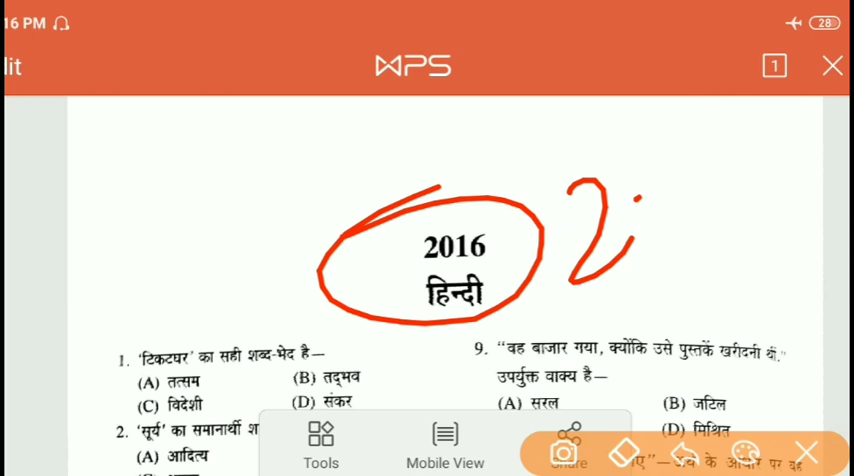 16 PM
28
lit
WPS
1
2016
हिन्दी
1. 'टिकटघर' का सही शब्द-भेद है—
(A) तत्सम (B) तद्भव
(C) विदेशी (D) संकर
2. 'सूर्य' का समानार्थी श
(A) आदित्य
9. "वह बाजार गया, क्योंकि उसे पुस्तकें खरीदनी थीं."
उपर्युक्त वाक्य है—
(A) सरल (B) जटिल
(D) मिश्रित
के आधार पर वह
Tools
Mobile View
Share